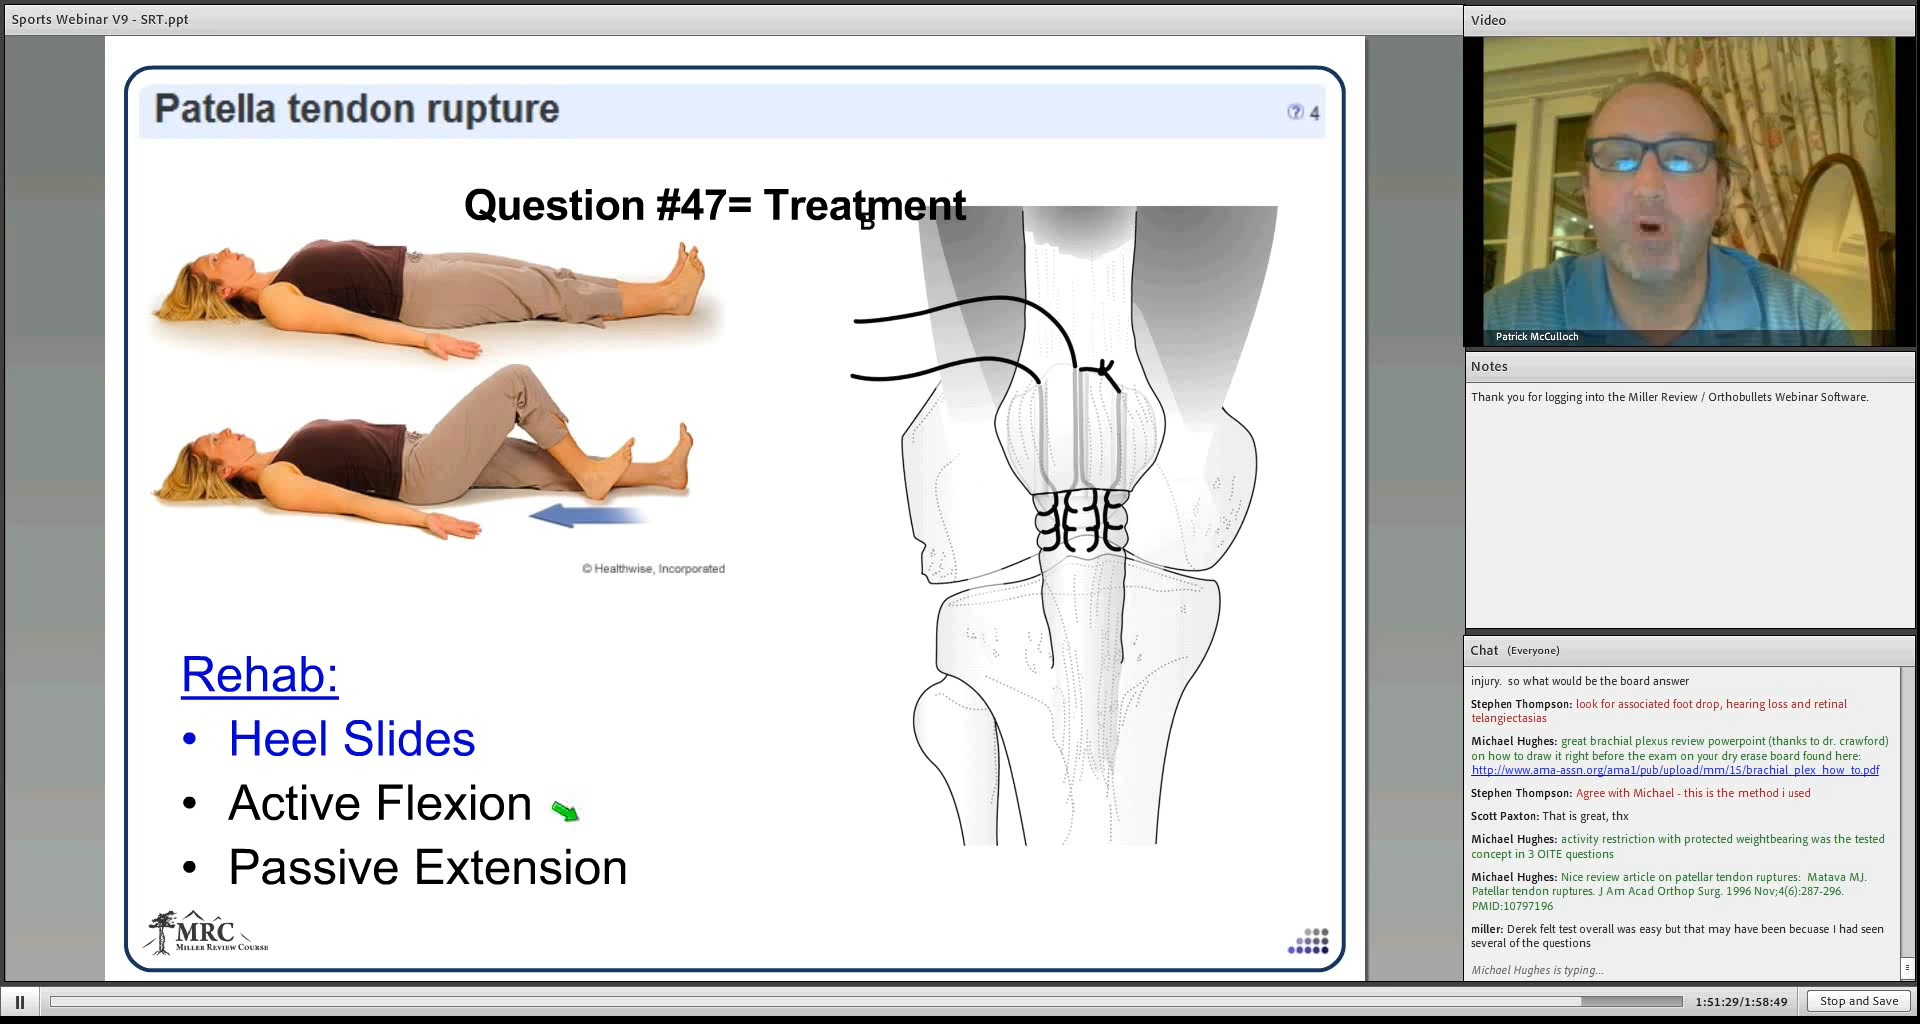 Sports Webinar V9 - SRT.ppt
Patella tendon rupture
? 4
Question #47= Treatment
B
© Healthwise, Incorporated
Rehab:
• Heel Slides
• Active Flexion
• Passive Extension
MRC
MILLER REVIEW COURSE
Video
Patrick McCulloch
Notes
Thank you for logging into the Miller Review / Orthobullets Webinar Software.
Chat (Everyone)
injury. so what would be the board answer
Stephen Thompson: look for associated foot drop, hearing loss and retinal
telangiectasias
Michael Hughes: great brachial plexus review powerpoint (thanks to dr. crawford)
on how to draw it right before the exam on your dry erase board found here:
http://www.ama-assn.org/ama1/pub/upload/mm/15/brachial_plex_how_to.pdf
Stephen Thompson: Agree with Michael - this is the method i used
Scott Paxton: That is great, thx
Michael Hughes: activity restriction with protected weightbearing was the tested
concept in 3 OITE questions
Michael Hughes: Nice review article on patellar tendon ruptures: Matava MJ.
Patellar tendon ruptures. J Am Acad Orthop Surg. 1996 Nov;4(6):287-296.
PMID:10797196
miller: Derek felt test overall was easy but that may have been becuase I had seen
several of the questions
Michael Hughes is typing...
1:51:29/1:58:49
Stop and Save